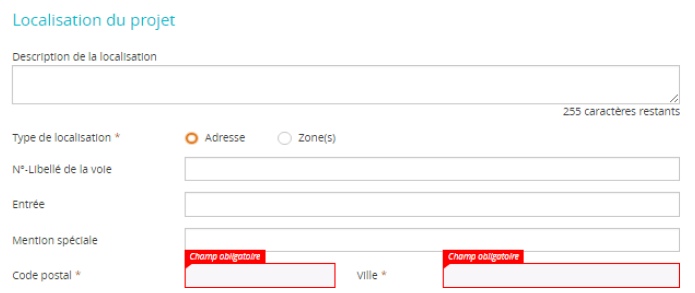 Localisation du projet
Description de la localisation
255 caractères restants
Type de localisation * Adresse Zone(s)
N°-Libellé de la voie
Entrée
Mention spéciale
Champ obligatoire Champ obligatoire
Code postal * Ville *